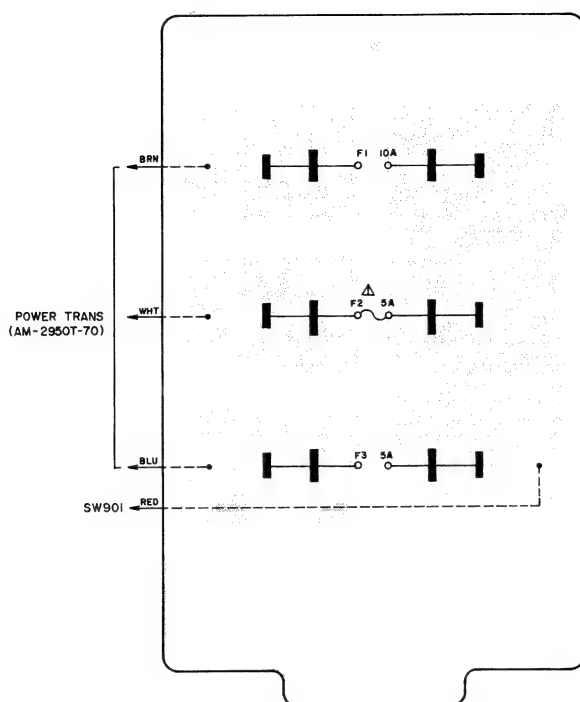 BRN
F1 10A
POWER TRANS
(AM-2950T-70)
WHT
F2 5A
BLU
F3 5A
SW901
RED